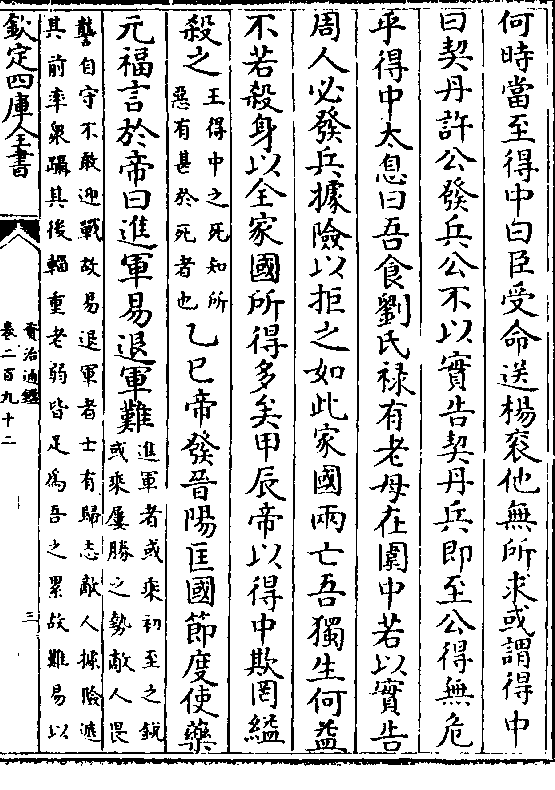 何時當至得中曰臣受命送楊衮他無所求或謂得中
曰契丹許公發兵公不以實告契丹兵即至公得無危
乎得中太息曰吾食劉氏禄有老母在圍中若以實告
周人必發兵據險以拒之如此家國兩亡吾獨生何益
不若殺身以全家國所得多矣甲辰帝以得中欺罔縊
殺之
王得中之死知所
惡有甚於死者也
乙巳帝發晉陽匡國節度使藥
元福言於帝曰進軍易退軍難
進軍者或乘初至之銳
或乘屢勝之勢敵人畏
讋自守不敢迎戰故易退軍者士有歸志敵人據險遮
其前率衆躡其後輜重老弱皆足為吾之累故難易以
欽定四庫全書
資治通鑑
卷二百九十二
三